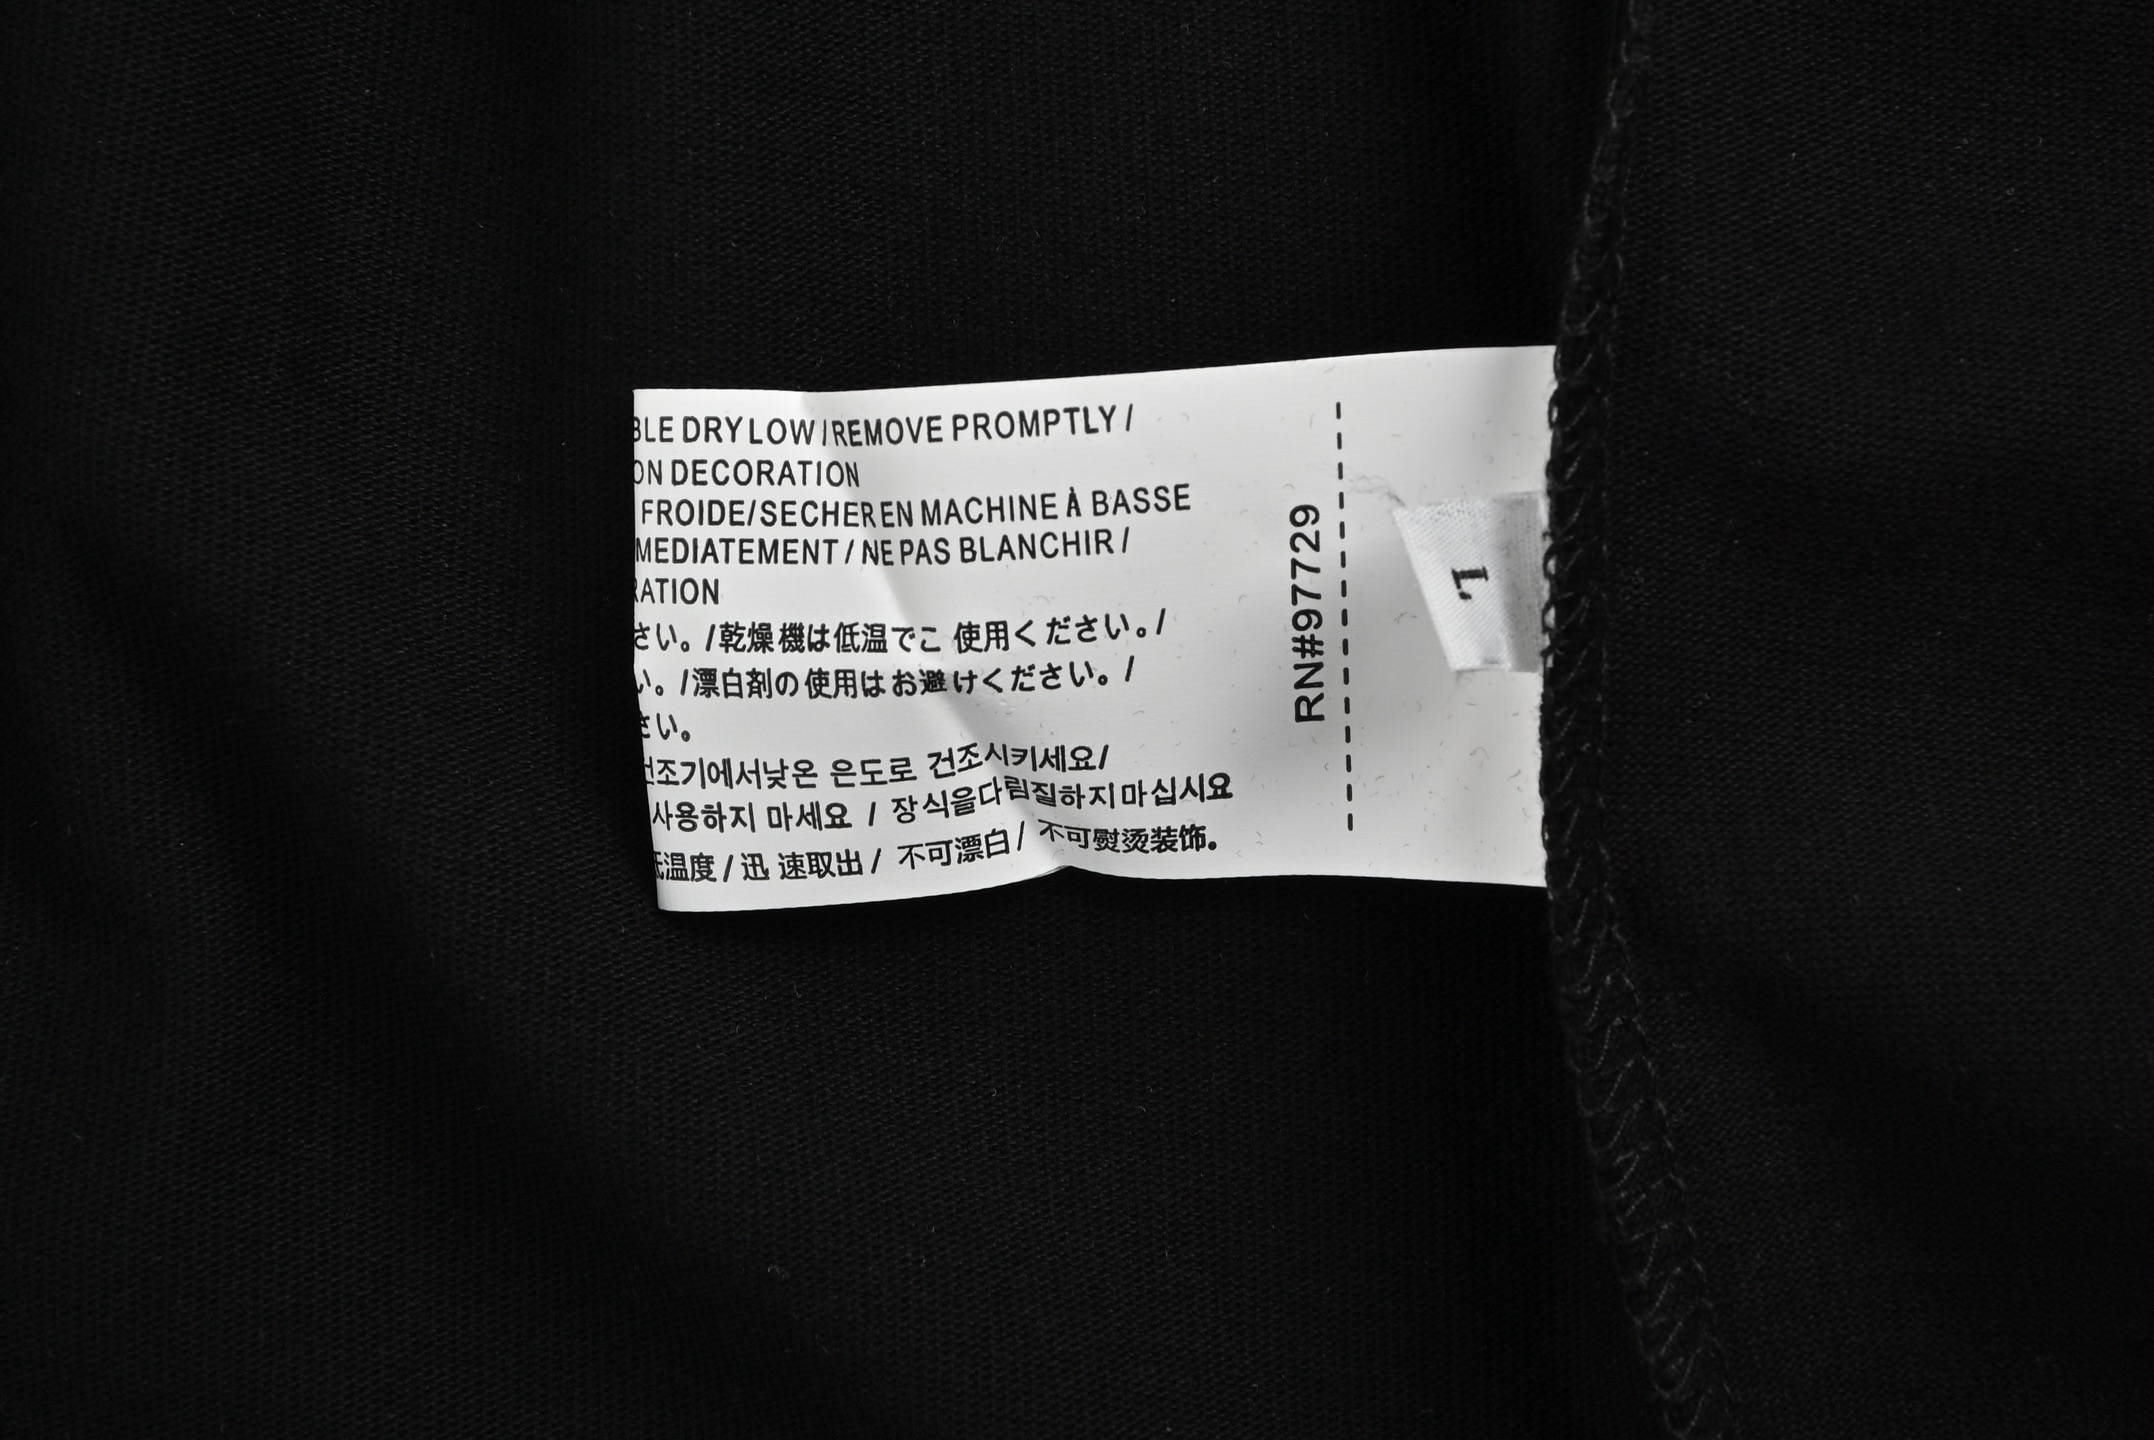 BLE DRY LOW / REMOVE PROMPTLY /
ON DECORATION
FROIDE/SECHER EN MACHINE À BASSE
MEDIATEMENT / NE PAS BLANCHIR /
RATION
さい。/乾燥機は低温でこ 使用ください。/
い。/漂白剤の使用はお避けください。/
さい。
건조기에서낮온 은도로 건조시키세요/
사용하지 마세요 / 장식을다림질하지마십시요
低温度 / 迅 速取出 / 不可漂白 / 不可熨烫装饰。
RN#97729
L